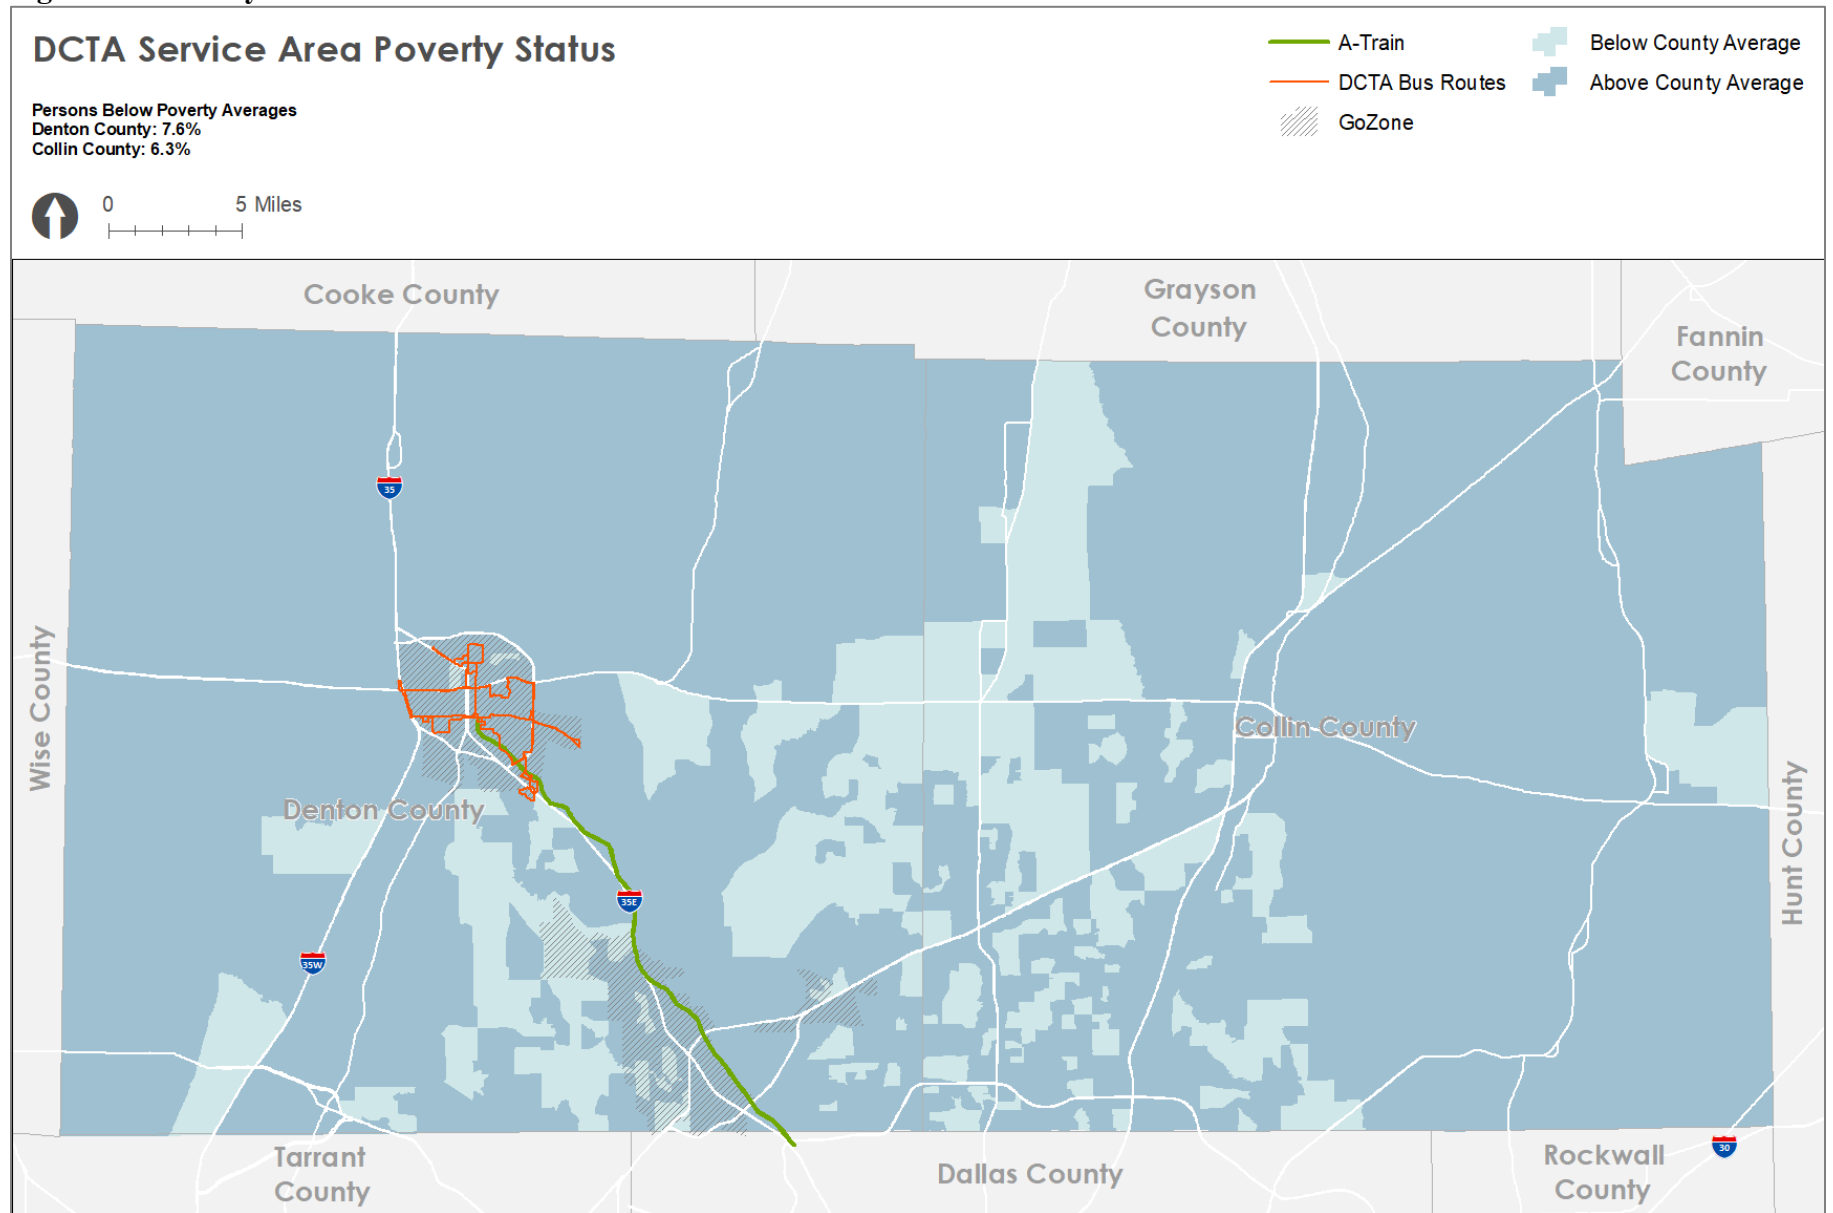 DCTA Service Area Poverty Status
Persons Below Poverty Averages
Denton County: 7.6%
Collin County: 6.3%
0 5 Miles
A-Train
DCTA Bus Routes
GoZone
Below County Average
Above County Average
Cooke County
Grayson
County
Fannin
County
35
Wise County
Collin County
Denton County
Hunt County
35E
35W
Tarrant
County
Dallas County
Rockwall
County
30